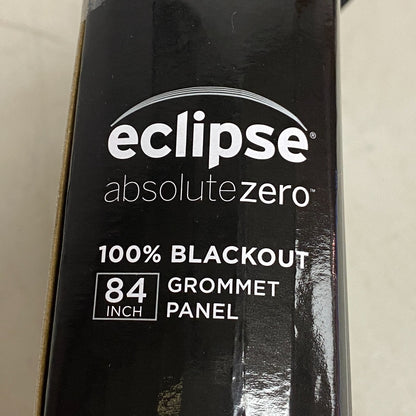 eclipse®
absolutezero™
100% BLACKOUT
84 GROMMET
INCH PANEL